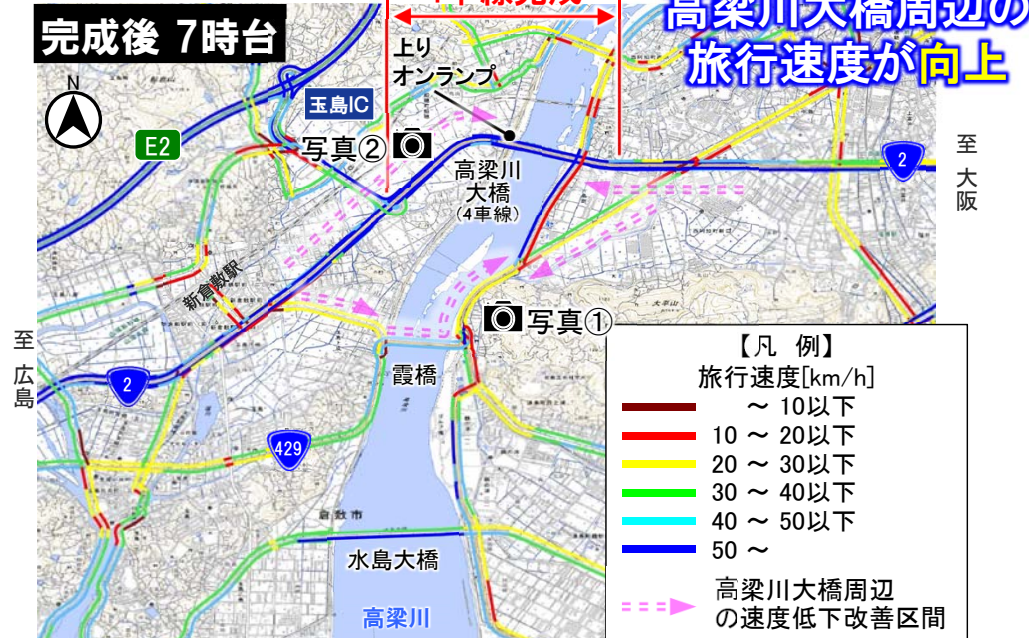 完成後 7時台
高梁川大橋周辺の
旅行速度が向上
N
上り
オンランプ
玉島IC
E2
写真②
高梁川
大橋
(4車線)
2
至 大阪
新倉敷駅
写真①
至 広島
2
霞橋
429
倉敷市
水島大橋
高梁川
【凡 例】
旅行速度[km/h]
~ 10以下
10 ~ 20以下
20 ~ 30以下
30 ~ 40以下
40 ~ 50以下
50 ~
高梁川大橋周辺
の速度低下改善区間